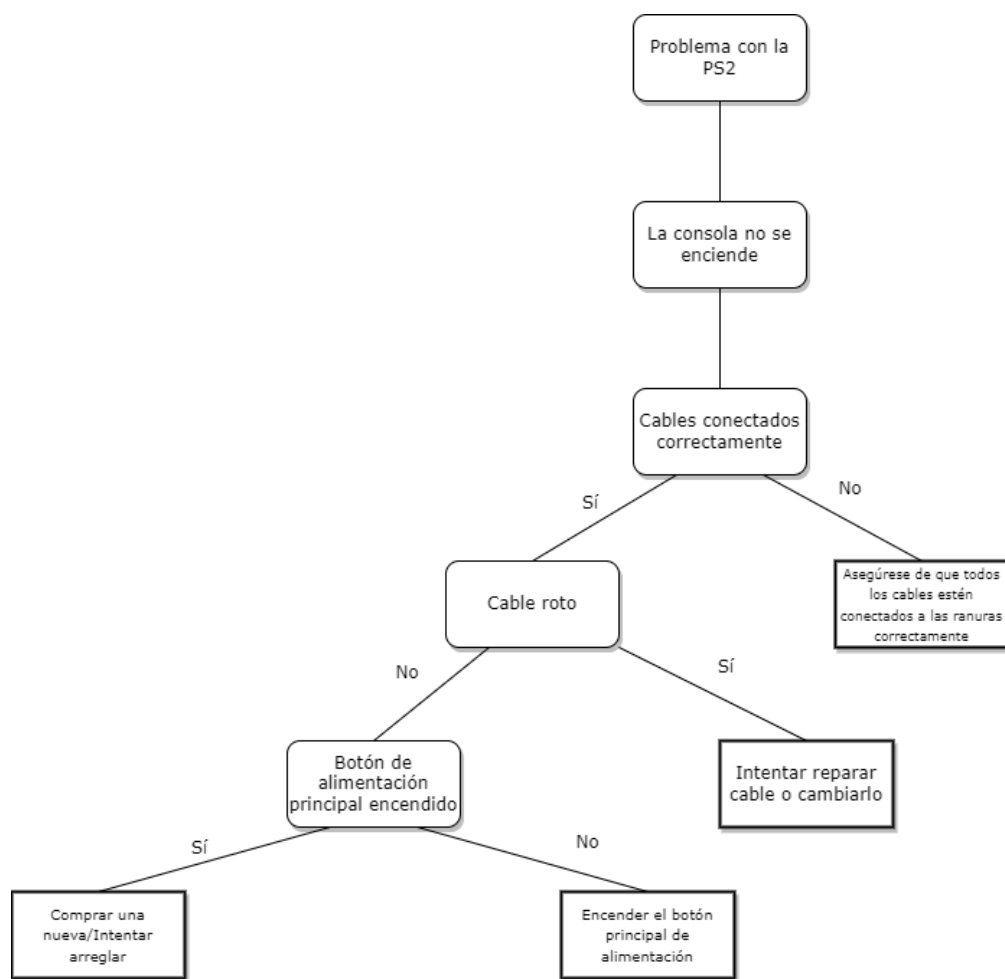 Problema con la
PS2
La consola no se
enciende
Cables conectados
correctamente
Sí
No
Cable roto
Asegúrese de que todos
los cables estén
conectados a las ranuras
correctamente
No
Sí
Botón de
alimentación
principal encendido
Intentar reparar
cable o cambiarlo
Sí
No
Comprar una
nueva/Intentar
arreglar
Encender el botón
principal de
alimentación